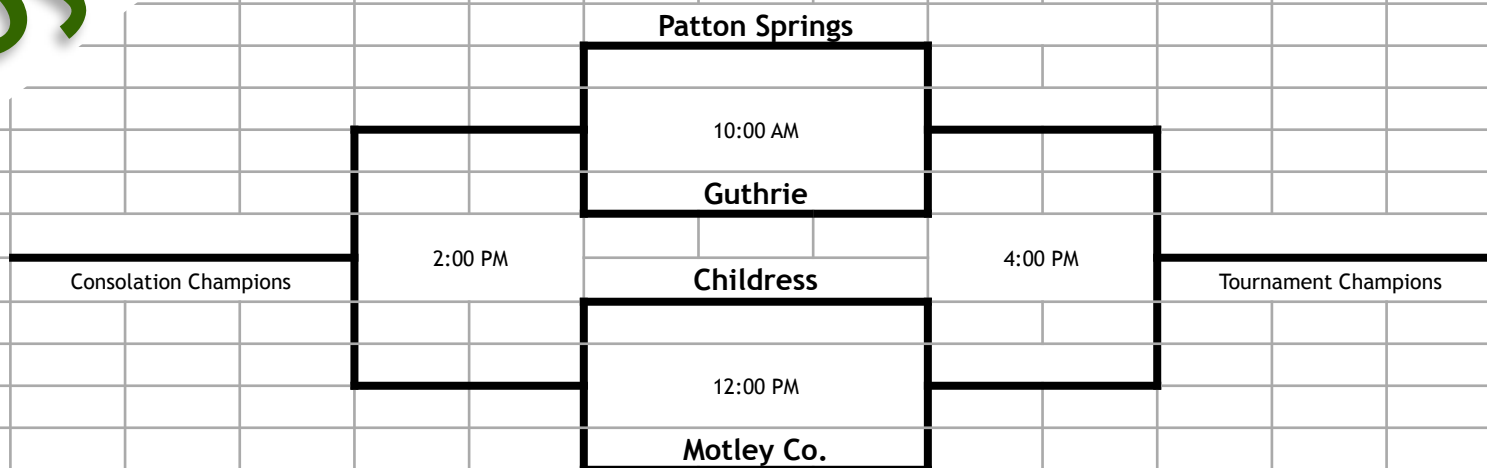 Patton Springs
10:00 AM
Guthrie
2:00 PM
4:00 PM
Childress
Consolation Champions
Tournament Champions
12:00 PM
Motley Co.